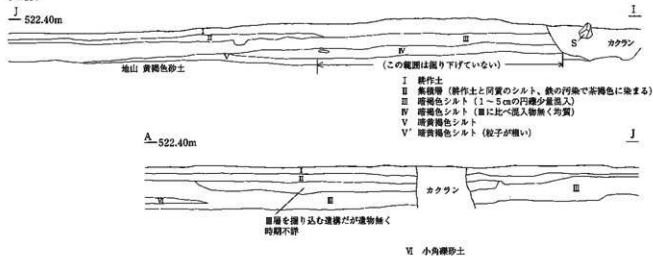 J
I
522.40m
I
II
III
IV
V
S
カクラン
地山 黄褐色砂土
(この範囲は掘り下げていない)
I 耕作土
II 集積層(耕作土と同質のシルト、鉄の汚染で茶褐色に染まる)
III 暗褐色シルト(1~5cmの円礫少量混入)
IV 暗褐色シルト(IIIに比べ混入物無く均質)
V 暗黄褐色シルト
V' 暗黄褐色シルト(粒子が粗い)
A
J
522.40m
I
II
カクラン
III
VI
III
III層を掘り込む遺構だが遺物無く
時期不詳
VI 小角礫砂土